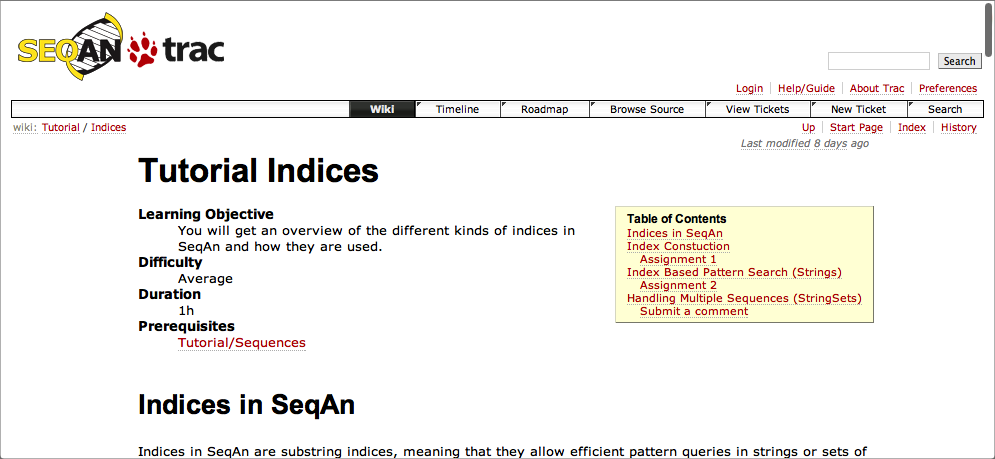 SEQAN trac
Search
Login Help/Guide About Trac Preferences
Wiki Timeline Roadmap Browse Source View Tickets New Ticket Search
wiki: Tutorial / Indices
Up Start Page Index History
Last modified 8 days ago
Tutorial Indices
Learning Objective
You will get an overview of the different kinds of indices in
SeqAn and how they are used.
Difficulty
Average
Duration
1h
Prerequisites
Tutorial/Sequences
Table of Contents
Indices in SeqAn
Index Constuction
Assignment 1
Index Based Pattern Search (Strings)
Assignment 2
Handling Multiple Sequences (StringSets)
Submit a comment
Indices in SeqAn
Indices in SeqAn are substring indices, meaning that they allow efficient pattern queries in strings or sets of